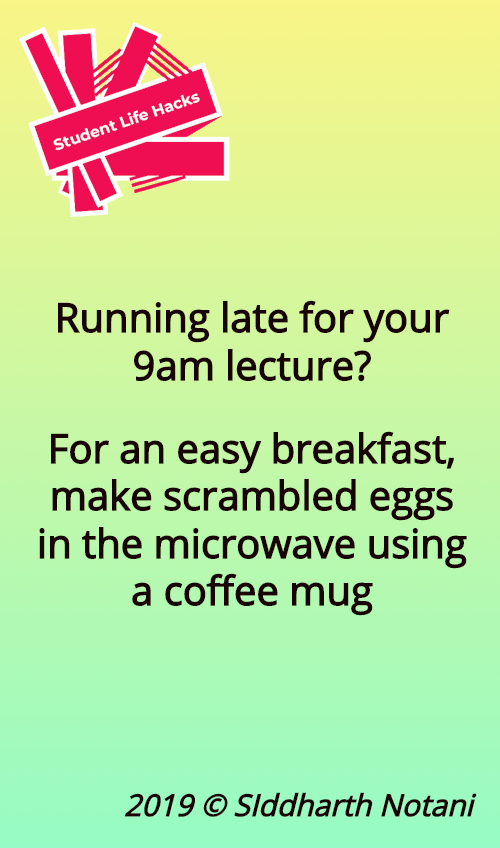 Student Life Hacks
Running late for your
9am lecture?
For an easy breakfast,
make scrambled eggs
in the microwave using
a coffee mug
2019 © SIddharth Notani